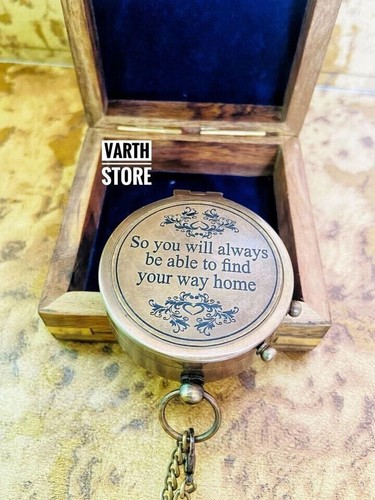 VARTH
STORE
So you will always
be able to find
your way home